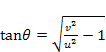 tanθ = √(v²/u² − 1)